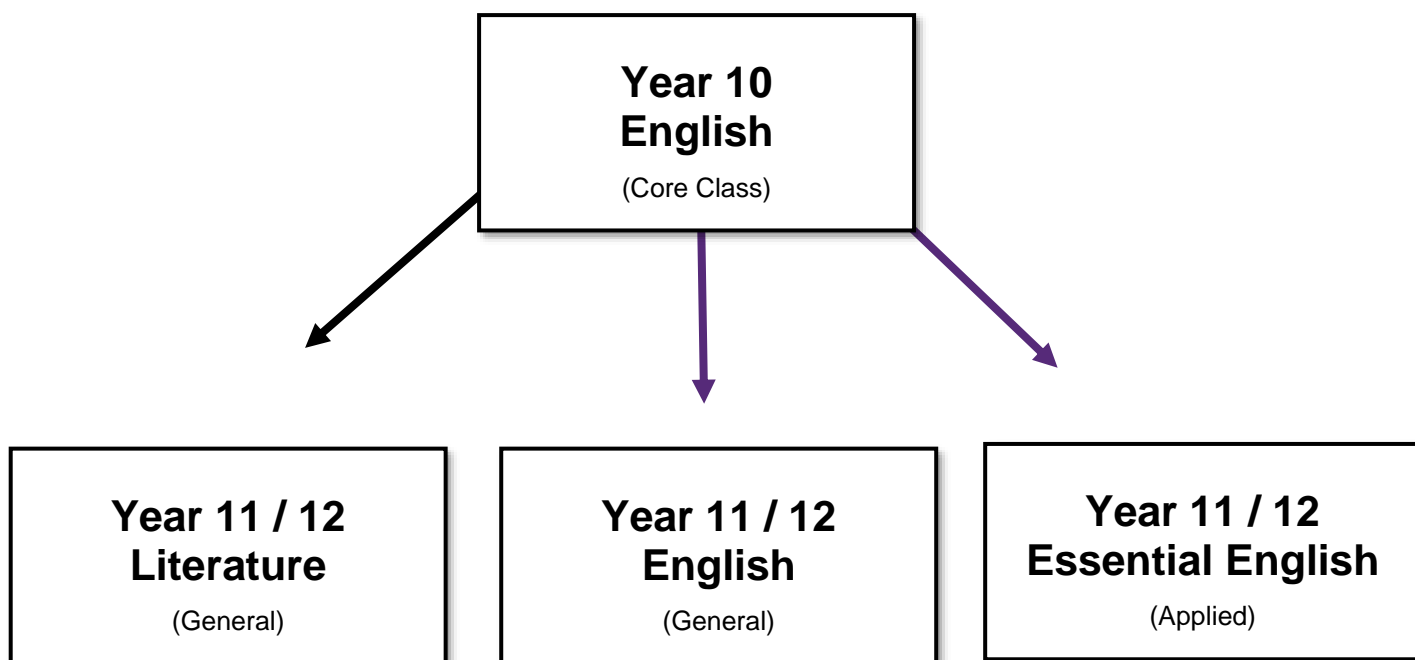 Year 10
English
(Core Class)
Year 11 / 12
Literature
(General)
Year 11 / 12
English
(General)
Year 11 / 12
Essential English
(Applied)